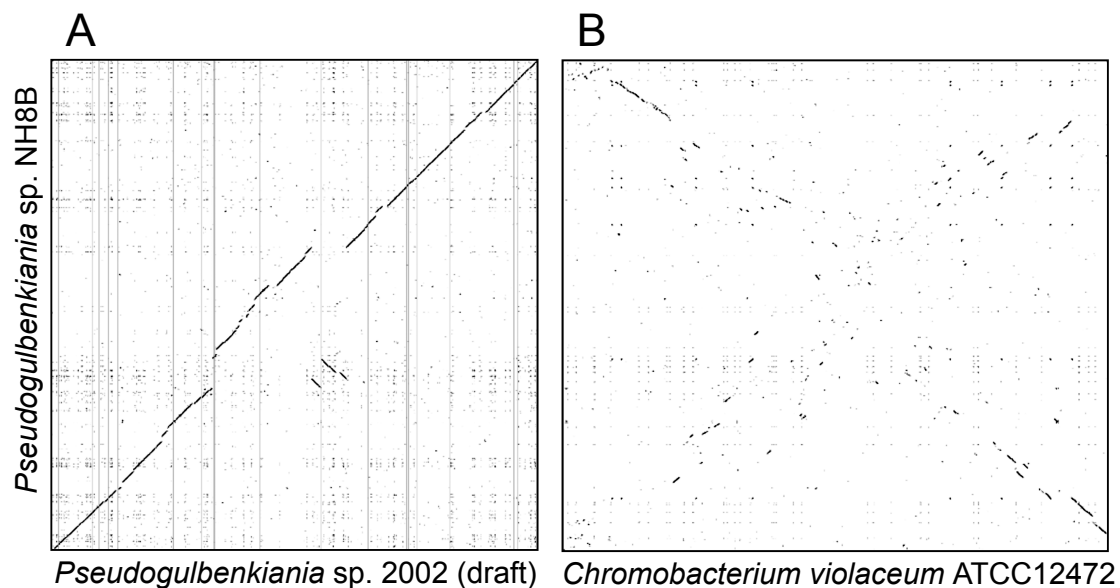 A
B
Pseudogulbenkiania sp. NH8B
Pseudogulbenkiania sp. 2002 (draft)
Chromobacterium violaceum ATCC12472